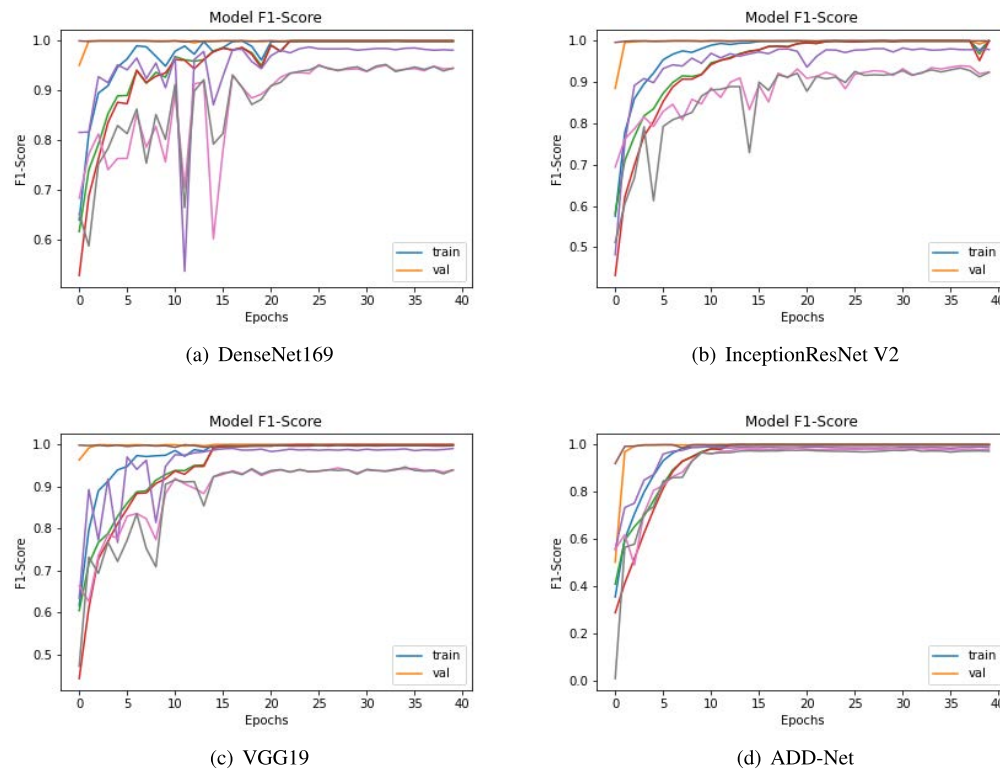 Model F1-Score
1.0
0.9
0.8
0.7
0.6
F1-Score
train
val
0 5 10 15 20 25 30 35 40
Epochs
(a) DenseNet169
Model F1-Score
1.0
0.9
0.8
0.7
0.6
0.5
F1-Score
train
val
0 5 10 15 20 25 30 35
Epochs
(b) InceptionResNet V2
Model F1-Score
1.0
0.9
0.8
0.7
0.6
0.5
F1-Score
train
val
0 5 10 15 20 25 30 35 40
Epochs
(c) VGG19
Model F1-Score
1.0
0.8
0.6
0.4
0.2
0.0
F1-Score
train
val
0 5 10 15 20 25 30 35
Epochs
(d) ADD-Net